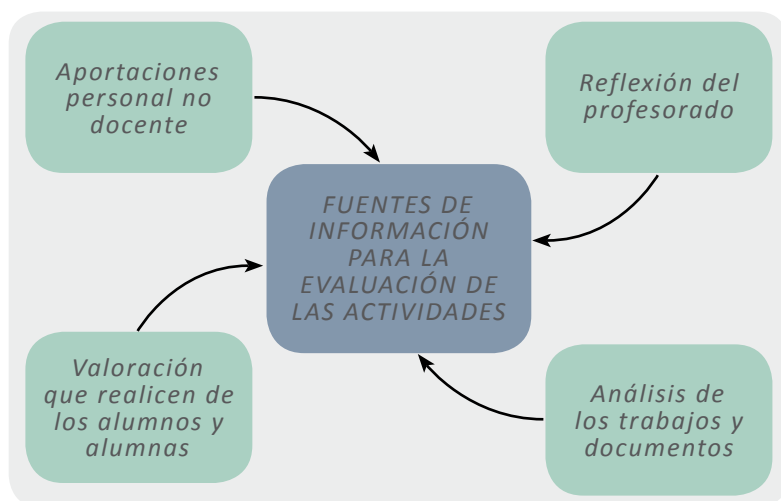 Aportaciones
personal no
docente
Reflexión del
profesorado
FUENTES DE
INFORMACIÓN
PARA LA
EVALUACIÓN DE
LAS ACTIVIDADES
Valoración
que realicen de
los alumnos y
alumnas
Análisis de
los trabajos y
documentos